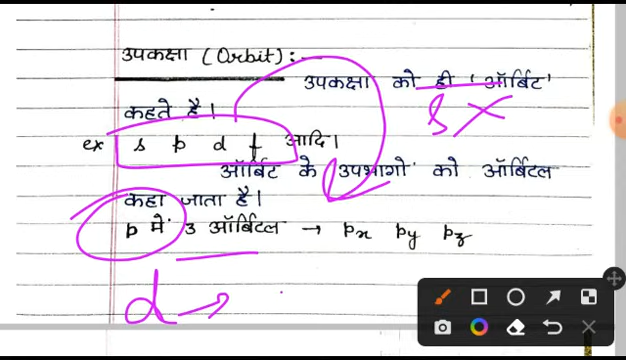 उपकक्षा (Orbit):-
उपकक्षा को ही 'ऑर्बिट'
कहते है।
ex s p d f आदि।
ऑर्बिट के उपभागो को ऑर्बिटल
कहा जाता है।
p में 3 ऑर्बिटल → px py pz
d →